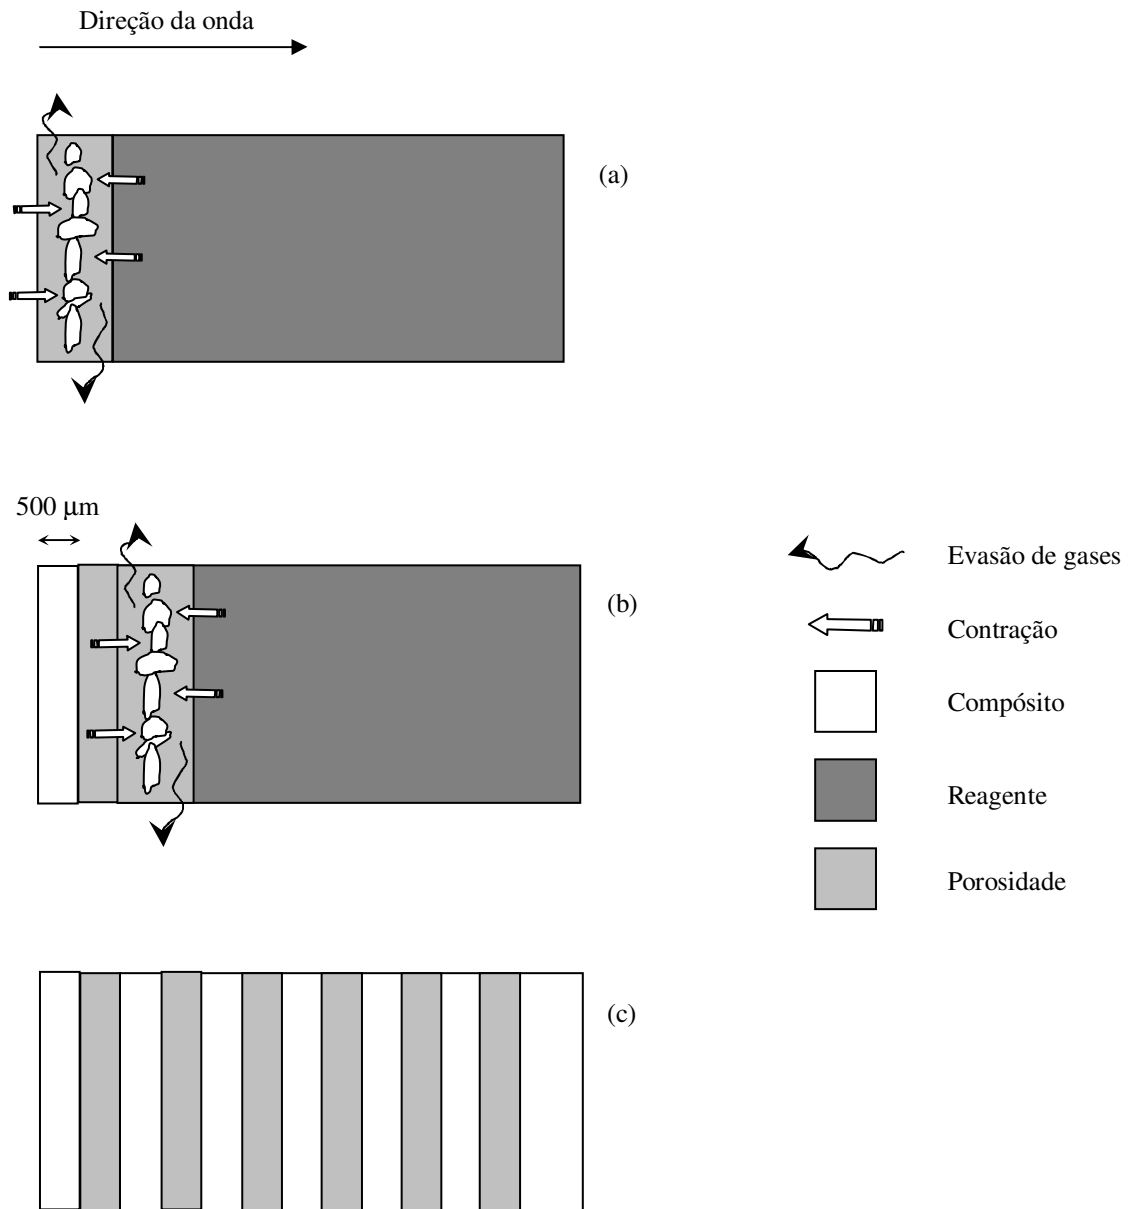 Direção da onda
(a)
500 μm
(b)
Evasão de gases
Contração
Compósito
Reagente
Porosidade
(c)